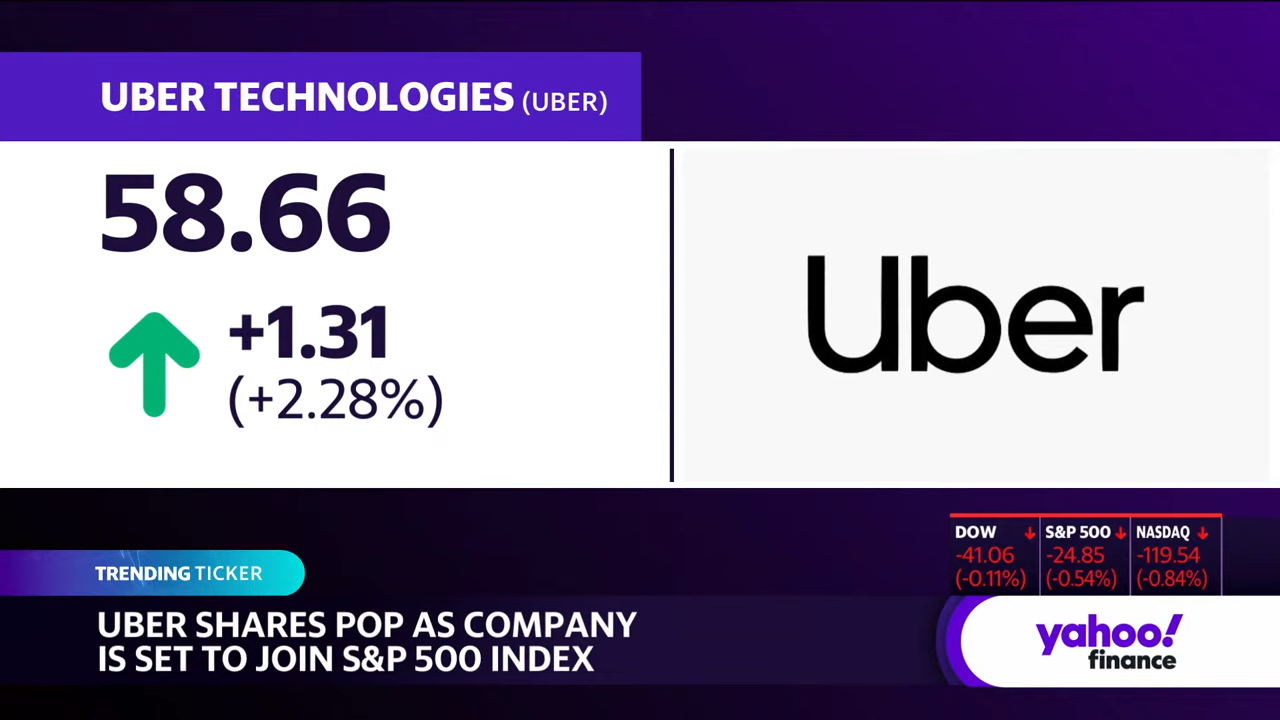 UBER TECHNOLOGIES (UBER)
58.66
+1.31
(+2.28%)
Uber
TRENDING TICKER
UBER SHARES POP AS COMPANY
IS SET TO JOIN S&P 500 INDEX
DOW S&P 500 NASDAQ
-41.06 -24.85 -119.54
(-0.11%) (-0.54%) (-0.84%)
yahoo!
finance